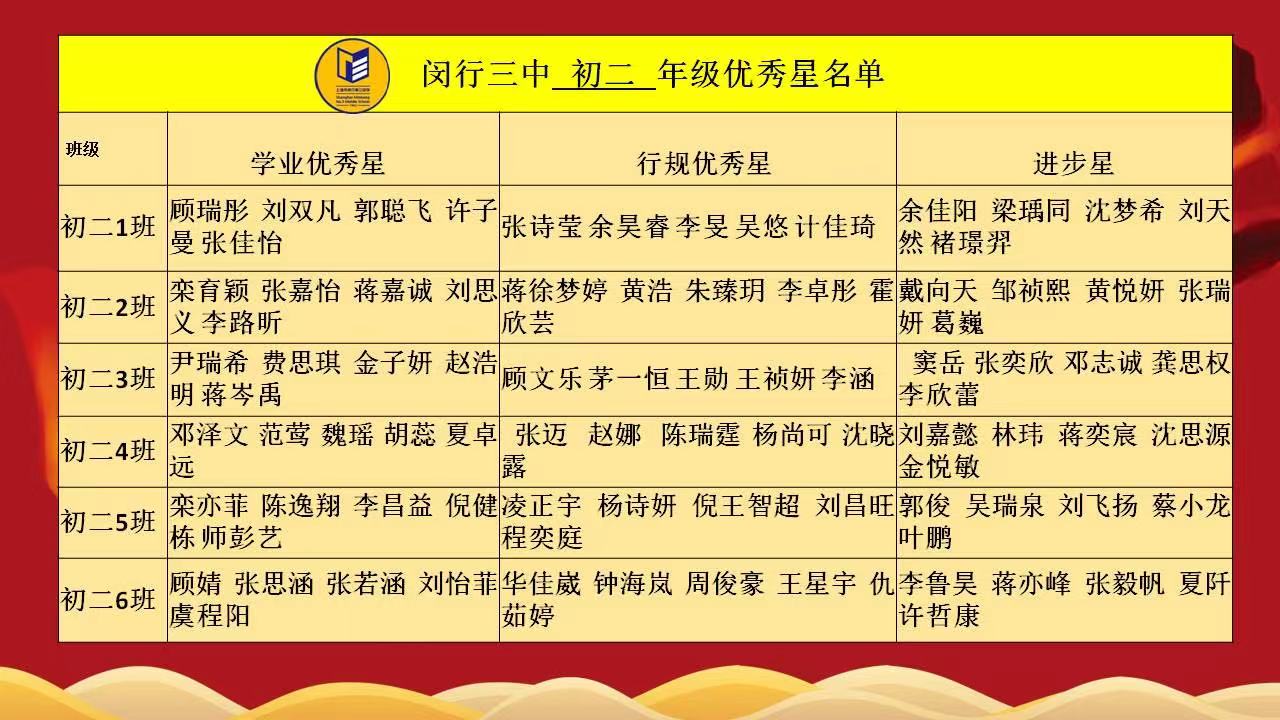 闵行三中 初二 年级优秀星名单
班级 学业优秀星 行规优秀星 进步星
初二1班
顾瑞彤 刘双凡 郭聪飞 许子
曼 张佳怡
张诗莹 余昊睿 李旻 吴悠 计佳琦
余佳阳 梁瑀同 沈梦希 刘天
然 褚璟羿
初二2班
栾育颖 张嘉怡 蒋嘉诚 刘思
义 李路昕
蒋徐梦婷 黄浩 朱臻玥 李卓彤 霍
欣芸
戴向天 邹祯熙 黄悦妍 张瑞
妍 葛巍
初二3班
尹瑞希 费思琪 金子妍 赵浩
明 蒋岑禹
顾文乐 茅一恒 王勋 王祯妍 李涵
窦岳 张奕欣 邓志诚 龚思权
李欣蕾
初二4班
邓泽文 范莺 魏瑶 胡蕊 夏卓
远
张迈 赵娜 陈瑞霆 杨尚可 沈晓
露
刘嘉懿 林玮 蒋奕宸 沈思源
金悦敏
初二5班
栾亦菲 陈逸翔 李昌益 倪健
栋 师彭艺
凌正宇 杨诗妍 倪王智超 刘昌旺
程奕庭
郭俊 吴瑞泉 刘飞扬 蔡小龙
叶鹏
初二6班
顾婧 张思涵 张若涵 刘怡菲
虞程阳
华佳崴 钟海岚 周俊豪 王星宇 仇
茹婷
李鲁昊 蒋亦峰 张毅帆 夏阡
许哲康